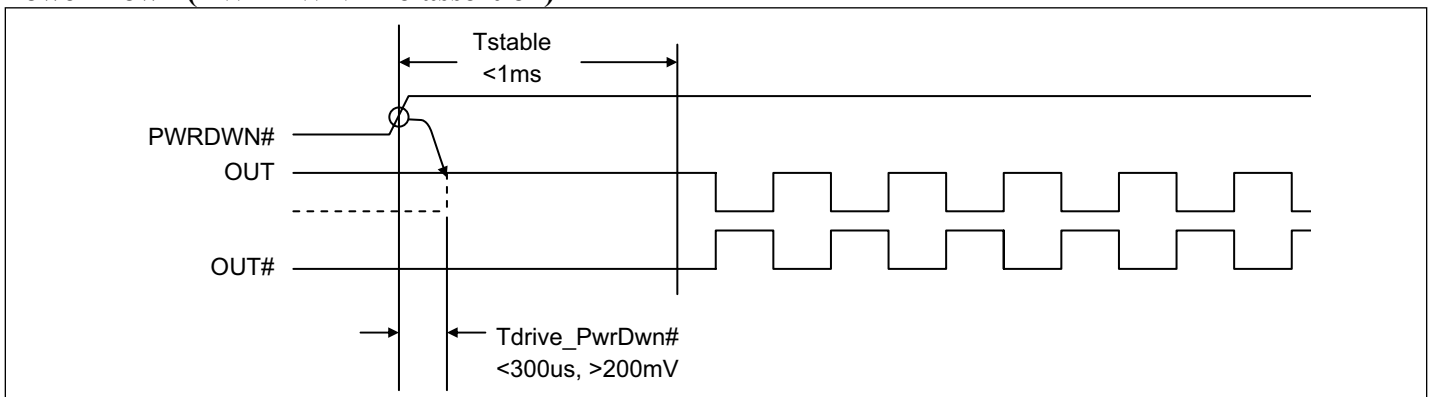 Tstable
<1ms
PWRDWN#
OUT
OUT#
Tdrive_PwrDwn#
<300us, >200mV